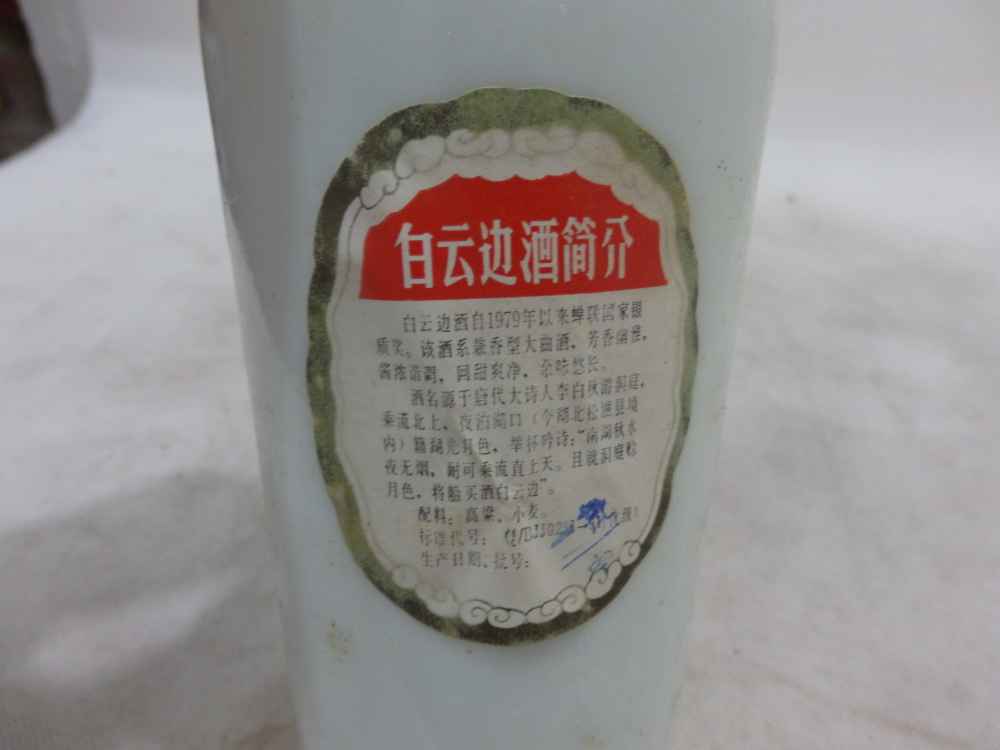 白云边酒简介
白云边酒自1979年以来蝉联国家银
质奖。该酒系兼香型大曲酒，芳香幽雅，
酱浓谐调，回甜爽净，余味悠长。
酒名源于唐代大诗人李白秋游洞庭，
乘流北上、夜泊湖口（今湖北松滋县境
内）临湖光月色，举杯吟诗："南湖秋水
夜无烟，耐可乘流直上天。且就洞庭赊
月色，将船买酒白云边"。
配料：高粱、小麦。
标准代号：
生产日期、批号：